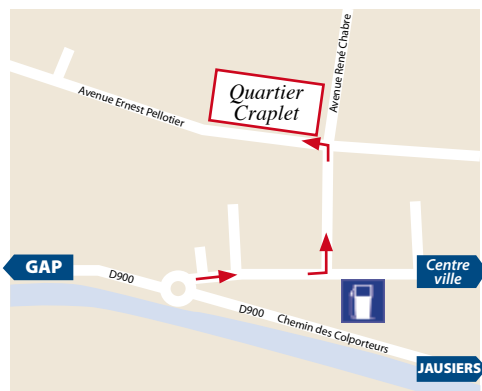 Avenue René Chabre
Quartier
Craplet
Avenue Ernest Pellotier
GAP
D900
Centre
ville
D900
Chemin des Colporteurs
JAUSIERS